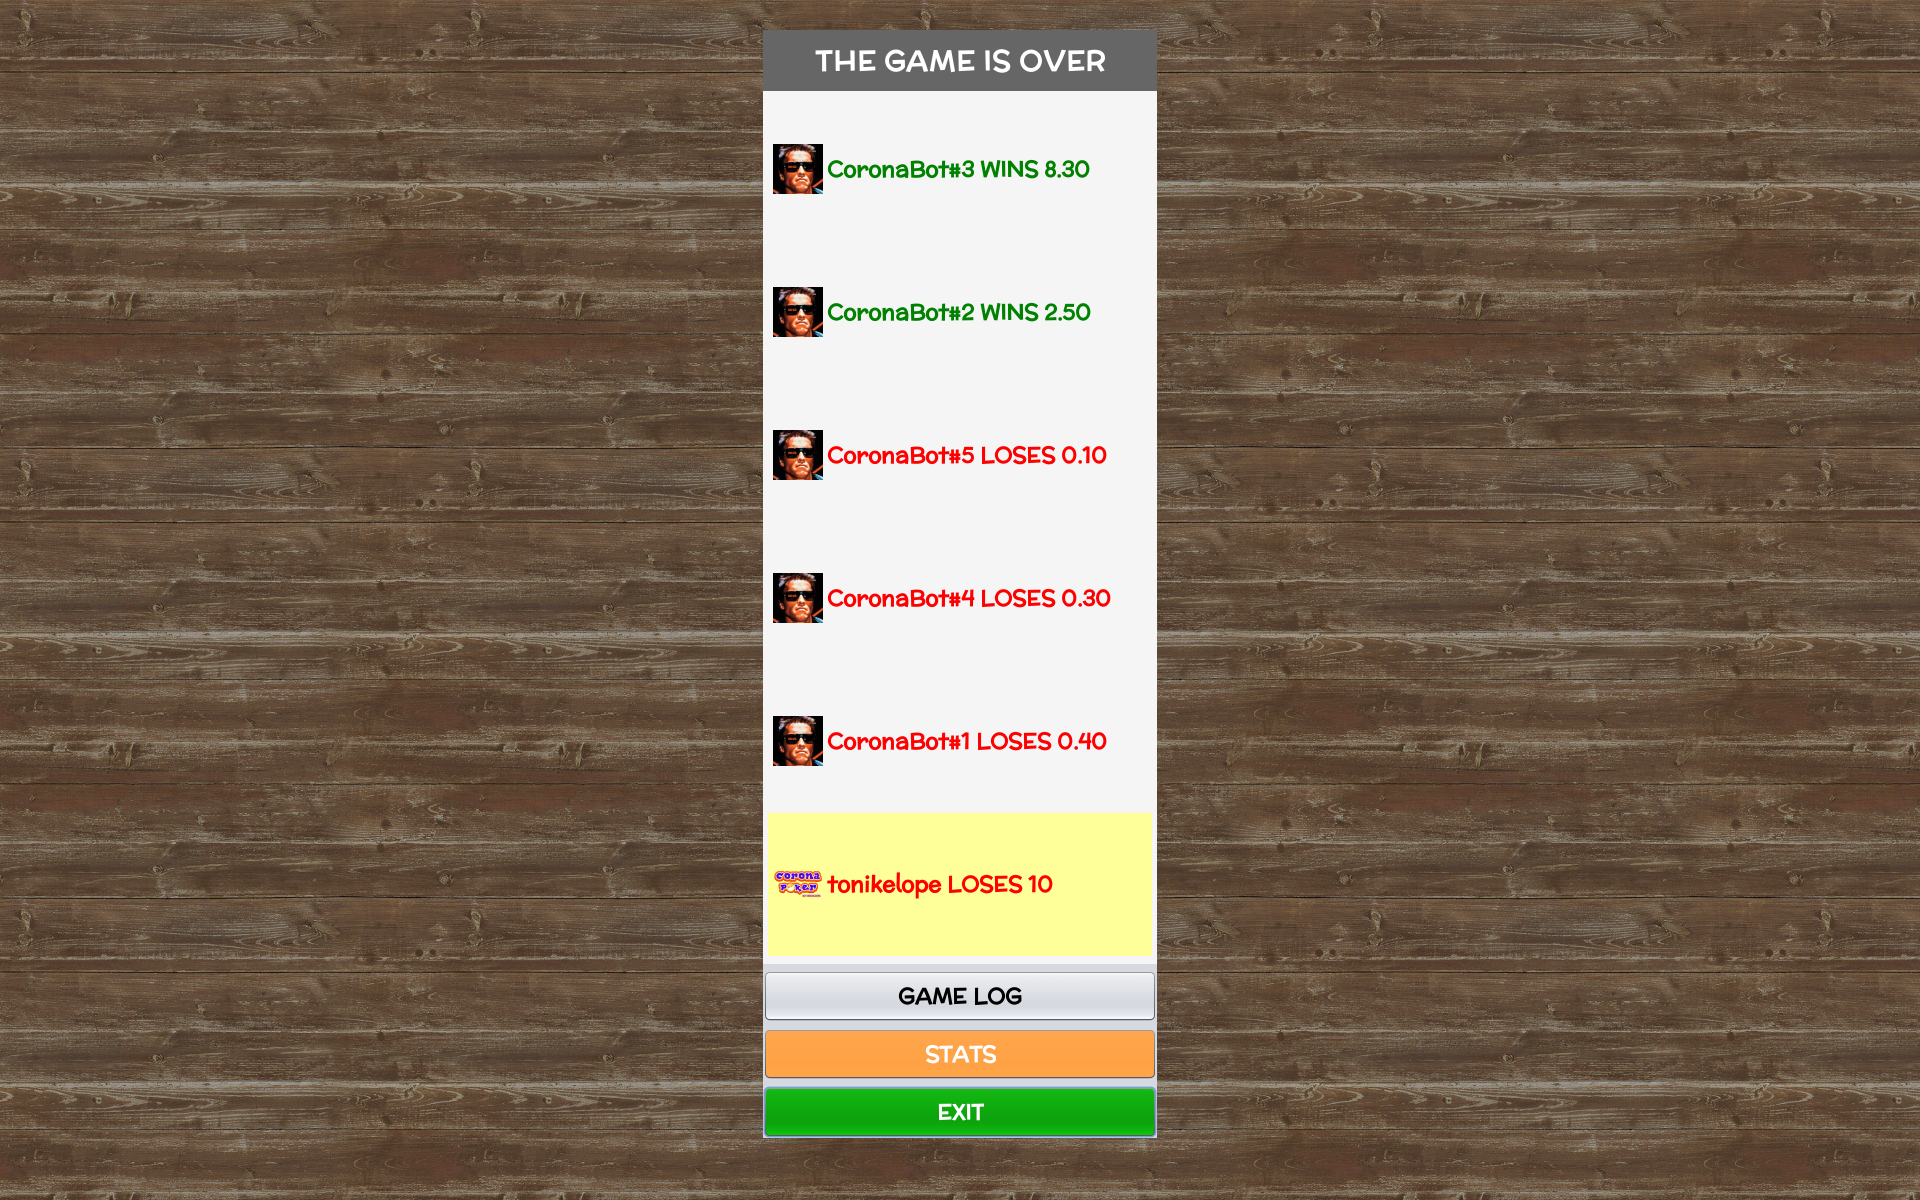 THE GAME IS OVER
CoronaBot#3 WINS 8.30
CoronaBot#2 WINS 2.50
CoronaBot#5 LOSES 0.10
CoronaBot#4 LOSES 0.30
CoronaBot#1 LOSES 0.40
corona
poker
tonikelope LOSES 10
GAME LOG
STATS
EXIT